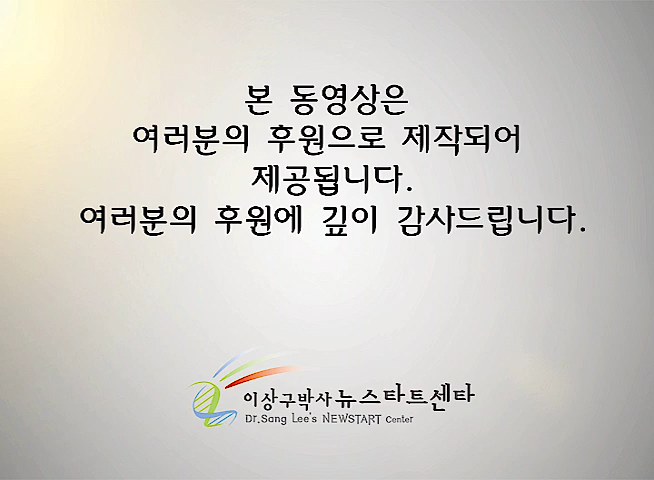 본 동영상은
여러분의 후원으로 제작되어
제공됩니다.
여러분의 후원에 깊이 감사드립니다.
이상구박사 뉴스타트센타
Dr.Sang Lee's NEWSTART Center